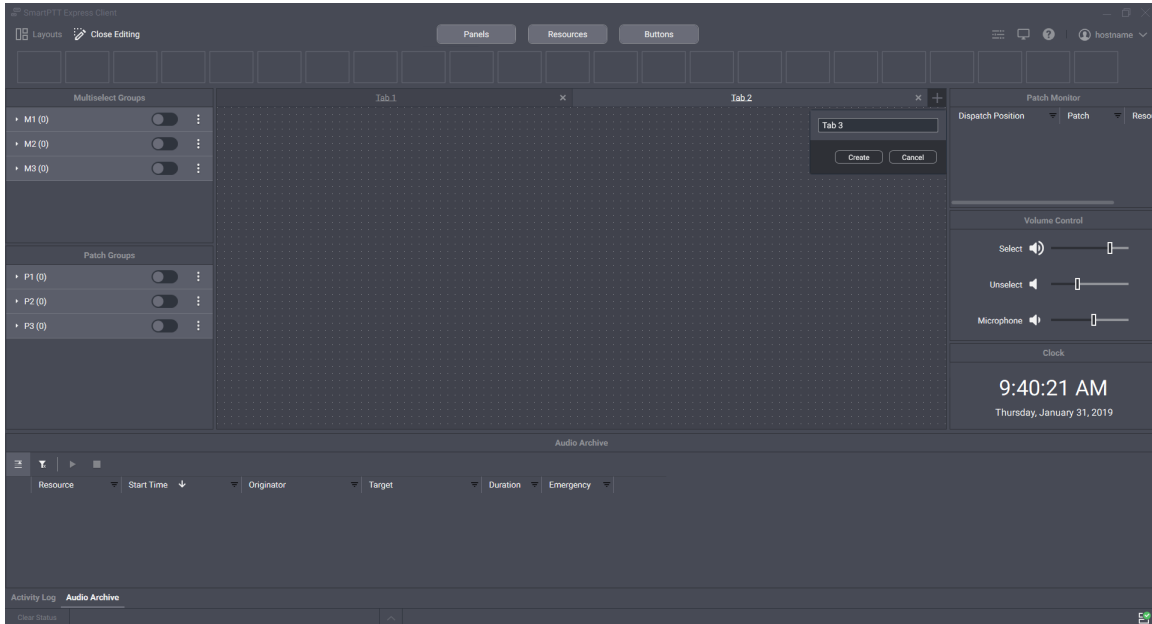 SmartPTT Express Client
Layouts Close Editing Panels Resources Buttons hostname
Multiselect Groups Tab 1 Tab 2 Patch Monitor
M1 (0)
M2 (0)
M3 (0)
Tab 3
Create Cancel
Dispatch Position Patch Reso
Patch Groups
P1 (0)
P2 (0)
P3 (0)
Volume Control
Select
Unselect
Microphone
Clock
9:40:21 AM
Thursday, January 31, 2019
Audio Archive
Resource Start Time Originator Target Duration Emergency
Activity Log Audio Archive
Clear Status